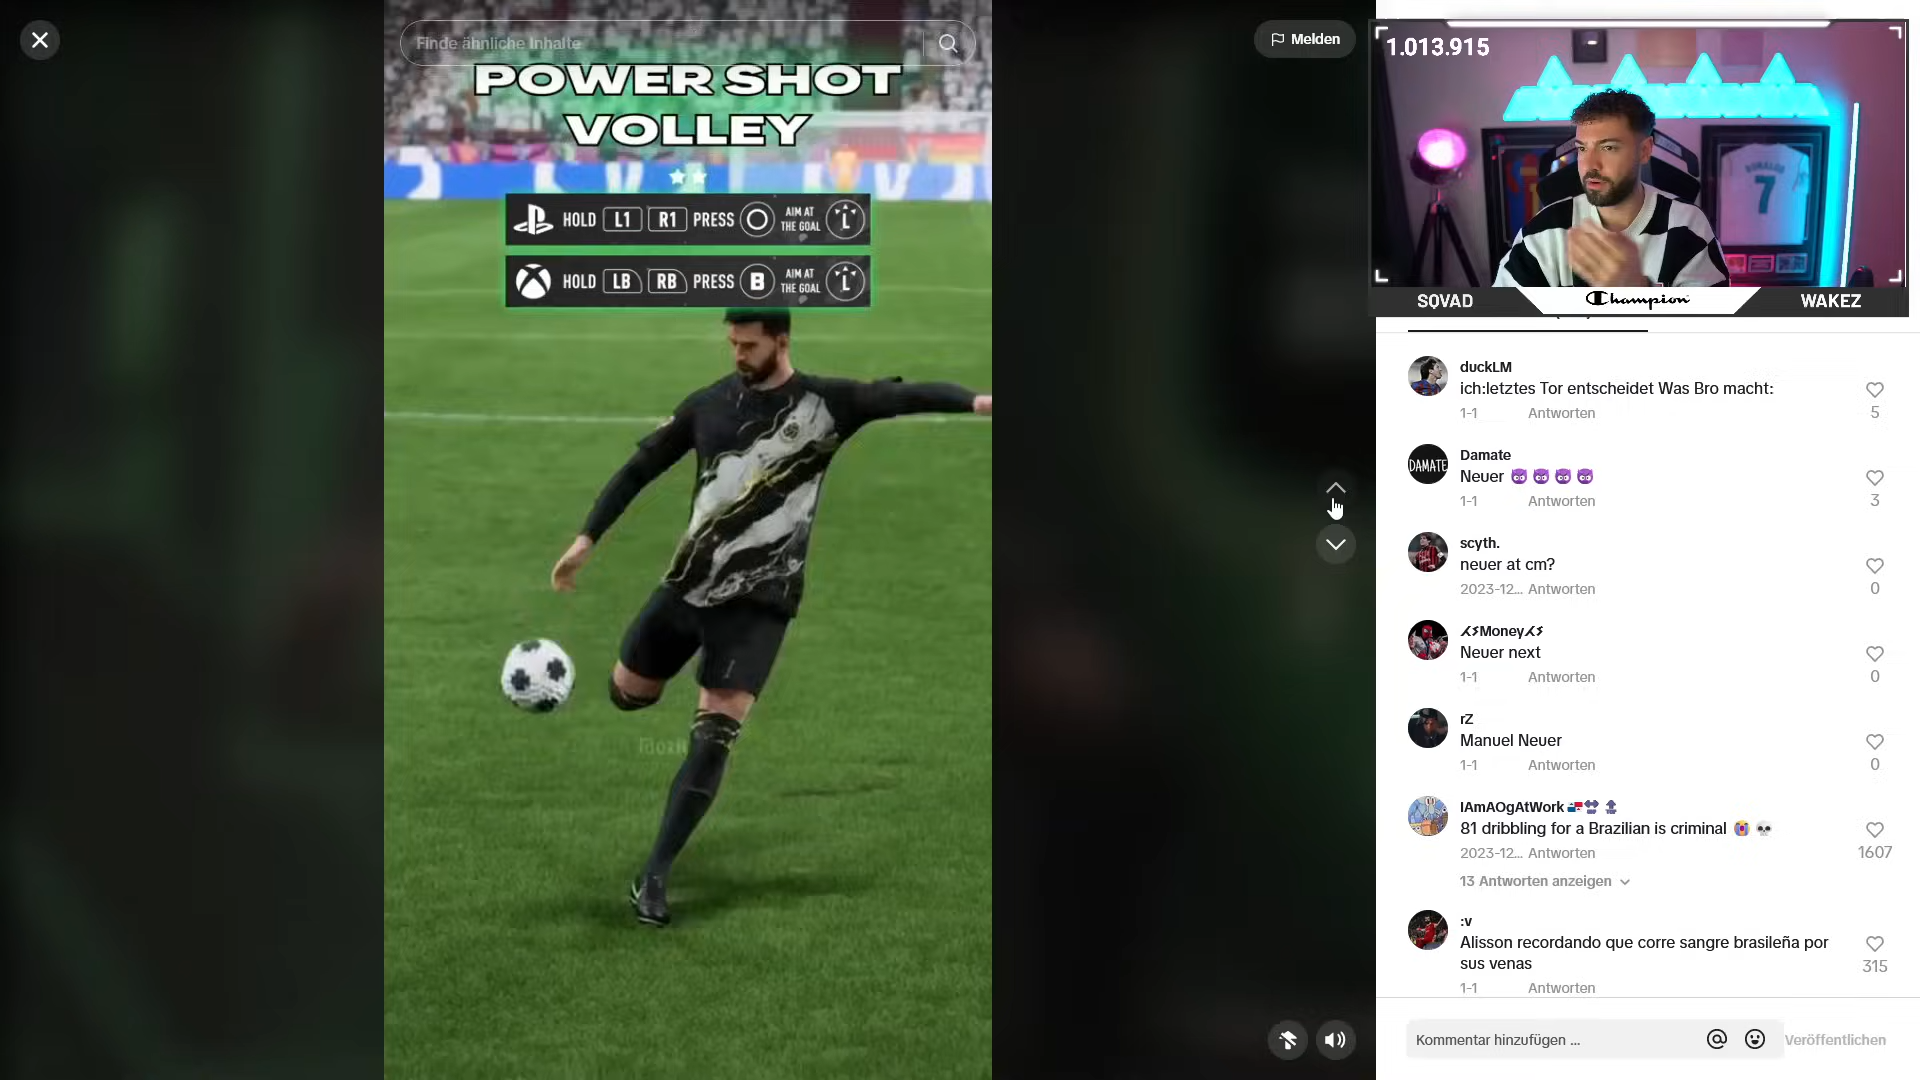 Finde ähnliche Inhalte
POWER SHOT
VOLLEY
HOLD L1 R1 PRESS AIM AT THE GOAL L
HOLD LB RB PRESS B AIM AT THE GOAL L
Melden
1.013.915
RONALDO
7
SQVAD
Champion
WAKEZ
duckLM
ich:letztes Tor entscheidet Was Bro macht:
1-1 Antworten
5
DAMATE
Damate
Neuer 😈 😈 😈 😈
1-1 Antworten
3
scyth.
neuer at cm?
2023-12... Antworten
0
Money
Neuer next
1-1 Antworten
0
rZ
Manuel Neuer
1-1 Antworten
0
IAmAOgAtWork
81 dribbling for a Brazilian is criminal 😭 💀
2023-12... Antworten
1607
13 Antworten anzeigen
:v
Alisson recordando que corre sangre brasileña por
sus venas
1-1 Antworten
315
Kommentar hinzufügen ...
Veröffentlichen